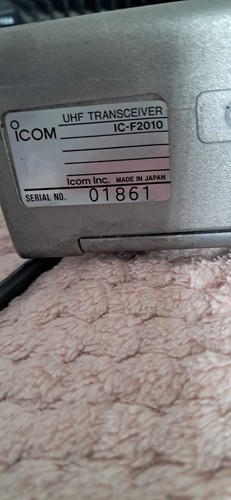 UHF TRANSCEIVER
ICOM IC-F2010
Icom Inc. MADE IN JAPAN
SERIAL NO. 01861